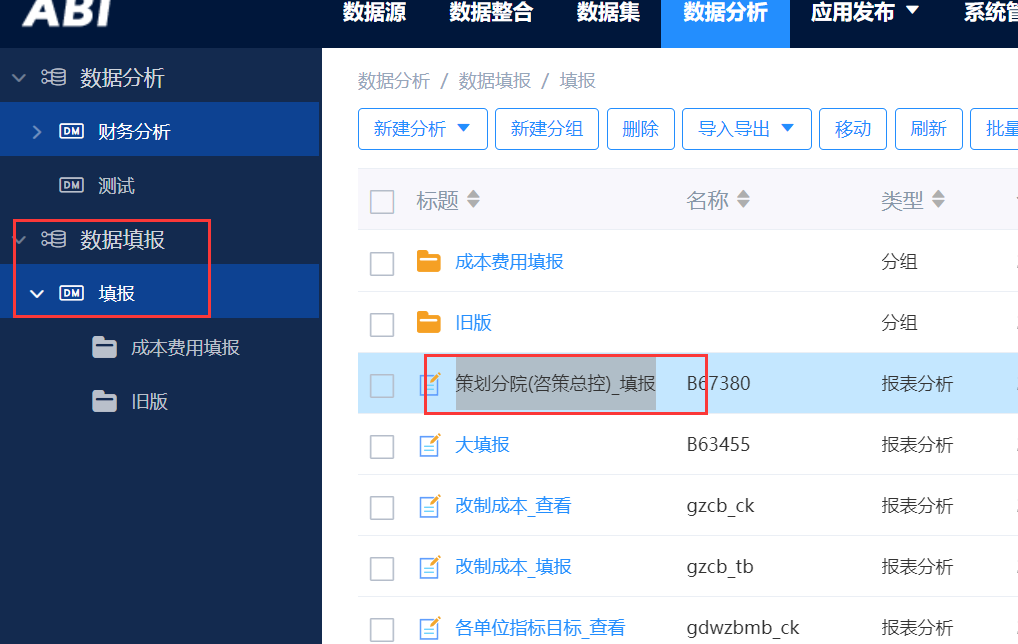 ABI
数据源 数据整合 数据集 数据分析 应用发布 系统管
数据分析
财务分析
测试
数据填报
填报
成本费用填报
旧版
数据分析 / 数据填报 / 填报
新建分析 新建分组 删除 导入导出 移动 刷新 批量
标题 名称 类型
成本费用填报 分组
旧版 分组
策划分院(咨策总控)_填报 B67380 报表分析
大填报 B63455 报表分析
改制成本_查看 gzcb_ck 报表分析
改制成本_填报 gzcb_tb 报表分析
各单位指标目标_查看 gdwzbmb_ck 报表分析